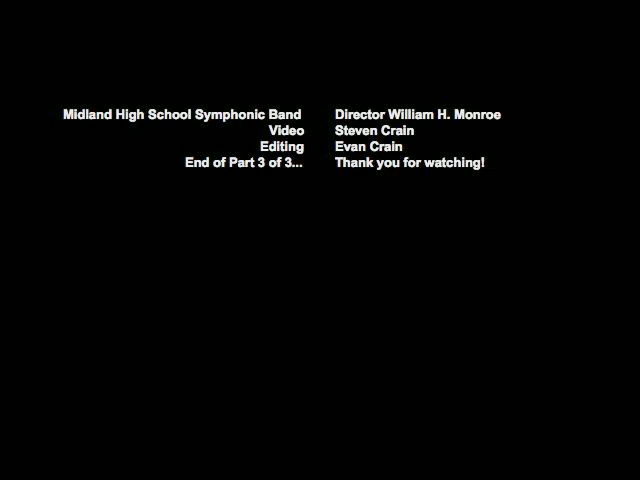 Midland High School Symphonic Band Director William H. Monroe
Video Steven Crain
Editing Evan Crain
End of Part 3 of 3... Thank you for watching!